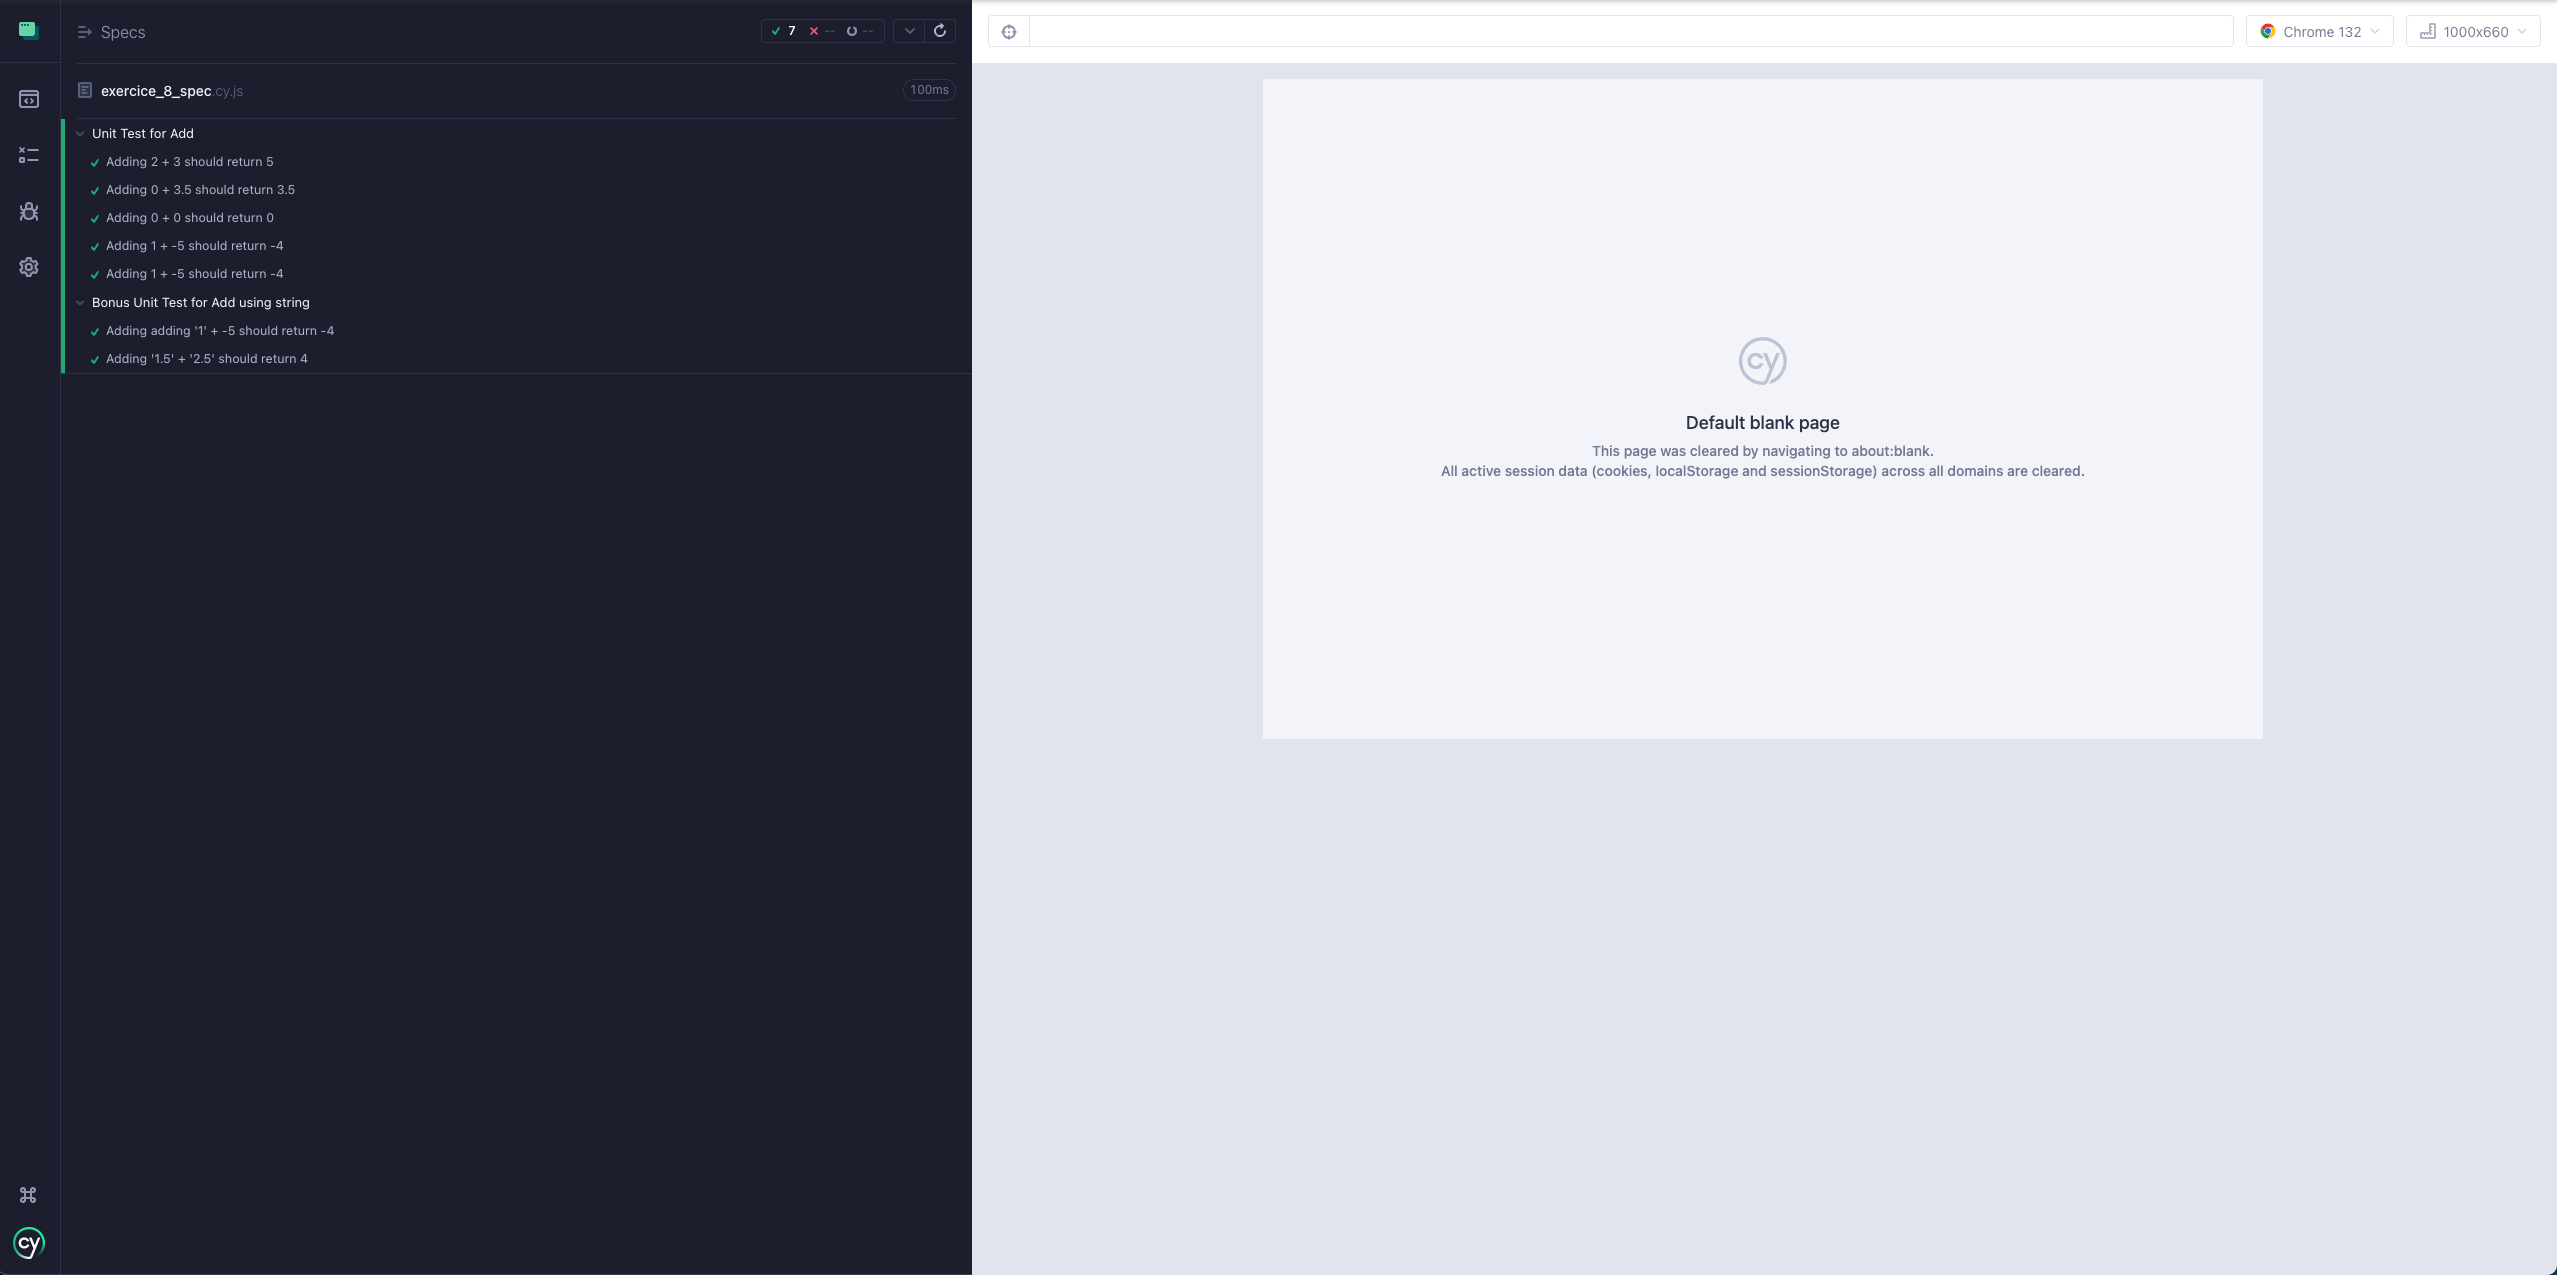 Specs
7 -- --
exercice_8_spec.cy.js
100ms
Unit Test for Add
Adding 2 + 3 should return 5
Adding 0 + 3.5 should return 3.5
Adding 0 + 0 should return 0
Adding 1 + -5 should return -4
Adding 1 + -5 should return -4
Bonus Unit Test for Add using string
Adding adding '1' + -5 should return -4
Adding '1.5' + '2.5' should return 4
cy
Chrome 132
1000x660
cy
Default blank page
This page was cleared by navigating to about:blank.
All active session data (cookies, localStorage and sessionStorage) across all domains are cleared.